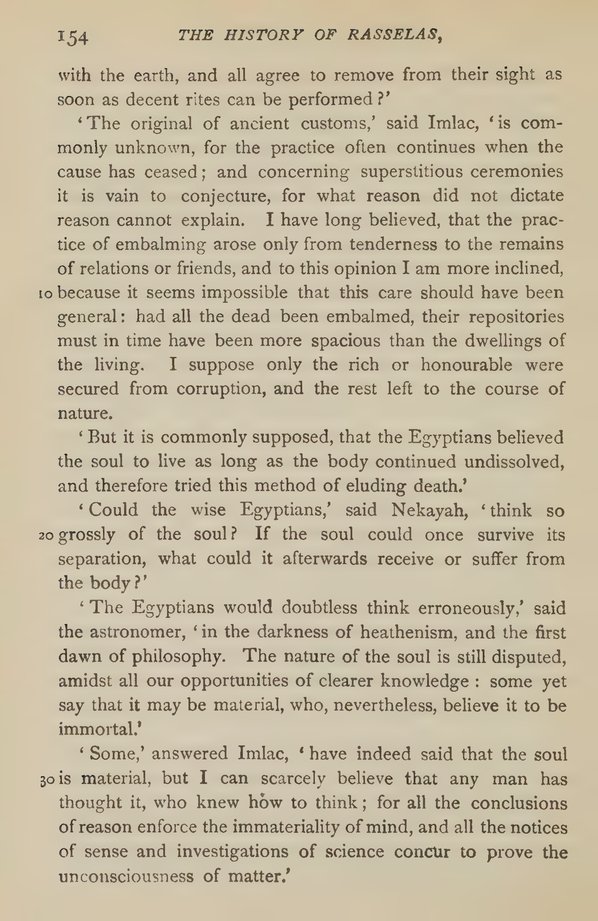 154 THE HISTORY OF RASSELAS,
with the earth, and all agree to remove from their sight as
soon as decent rites can be performed?’
‘The original of ancient customs,’ said Imlac, ‘is com-
monly unknown, for the practice often continues when the
cause has ceased; and concerning superstitious ceremonies
it is vain to conjecture, for what reason did not dictate
reason cannot explain. I have long believed, that the prac-
tice of embalming arose only from tenderness to the remains
of relations or friends, and to this opinion I am more inclined,
10 because it seems impossible that this care should have been
general: had all the dead been embalmed, their repositories
must in time have been more spacious than the dwellings of
the living. I suppose only the rich or honourable were
secured from corruption, and the rest left to the course of
nature.
‘But it is commonly supposed, that the Egyptians believed
the soul to live as long as the body continued undissolved,
and therefore tried this method of eluding death.’
‘Could the wise Egyptians,’ said Nekayah, ‘think so
20 grossly of the soul? If the soul could once survive its
separation, what could it afterwards receive or suffer from
the body?’
‘The Egyptians would doubtless think erroneously,’ said
the astronomer, ‘in the darkness of heathenism, and the first
dawn of philosophy. The nature of the soul is still disputed,
amidst all our opportunities of clearer knowledge: some yet
say that it may be material, who, nevertheless, believe it to be
immortal.’
‘Some,’ answered Imlac, ‘have indeed said that the soul
30 is material, but I can scarcely believe that any man has
thought it, who knew how to think; for all the conclusions
of reason enforce the immateriality of mind, and all the notices
of sense and investigations of science concur to prove the
unconsciousness of matter.’